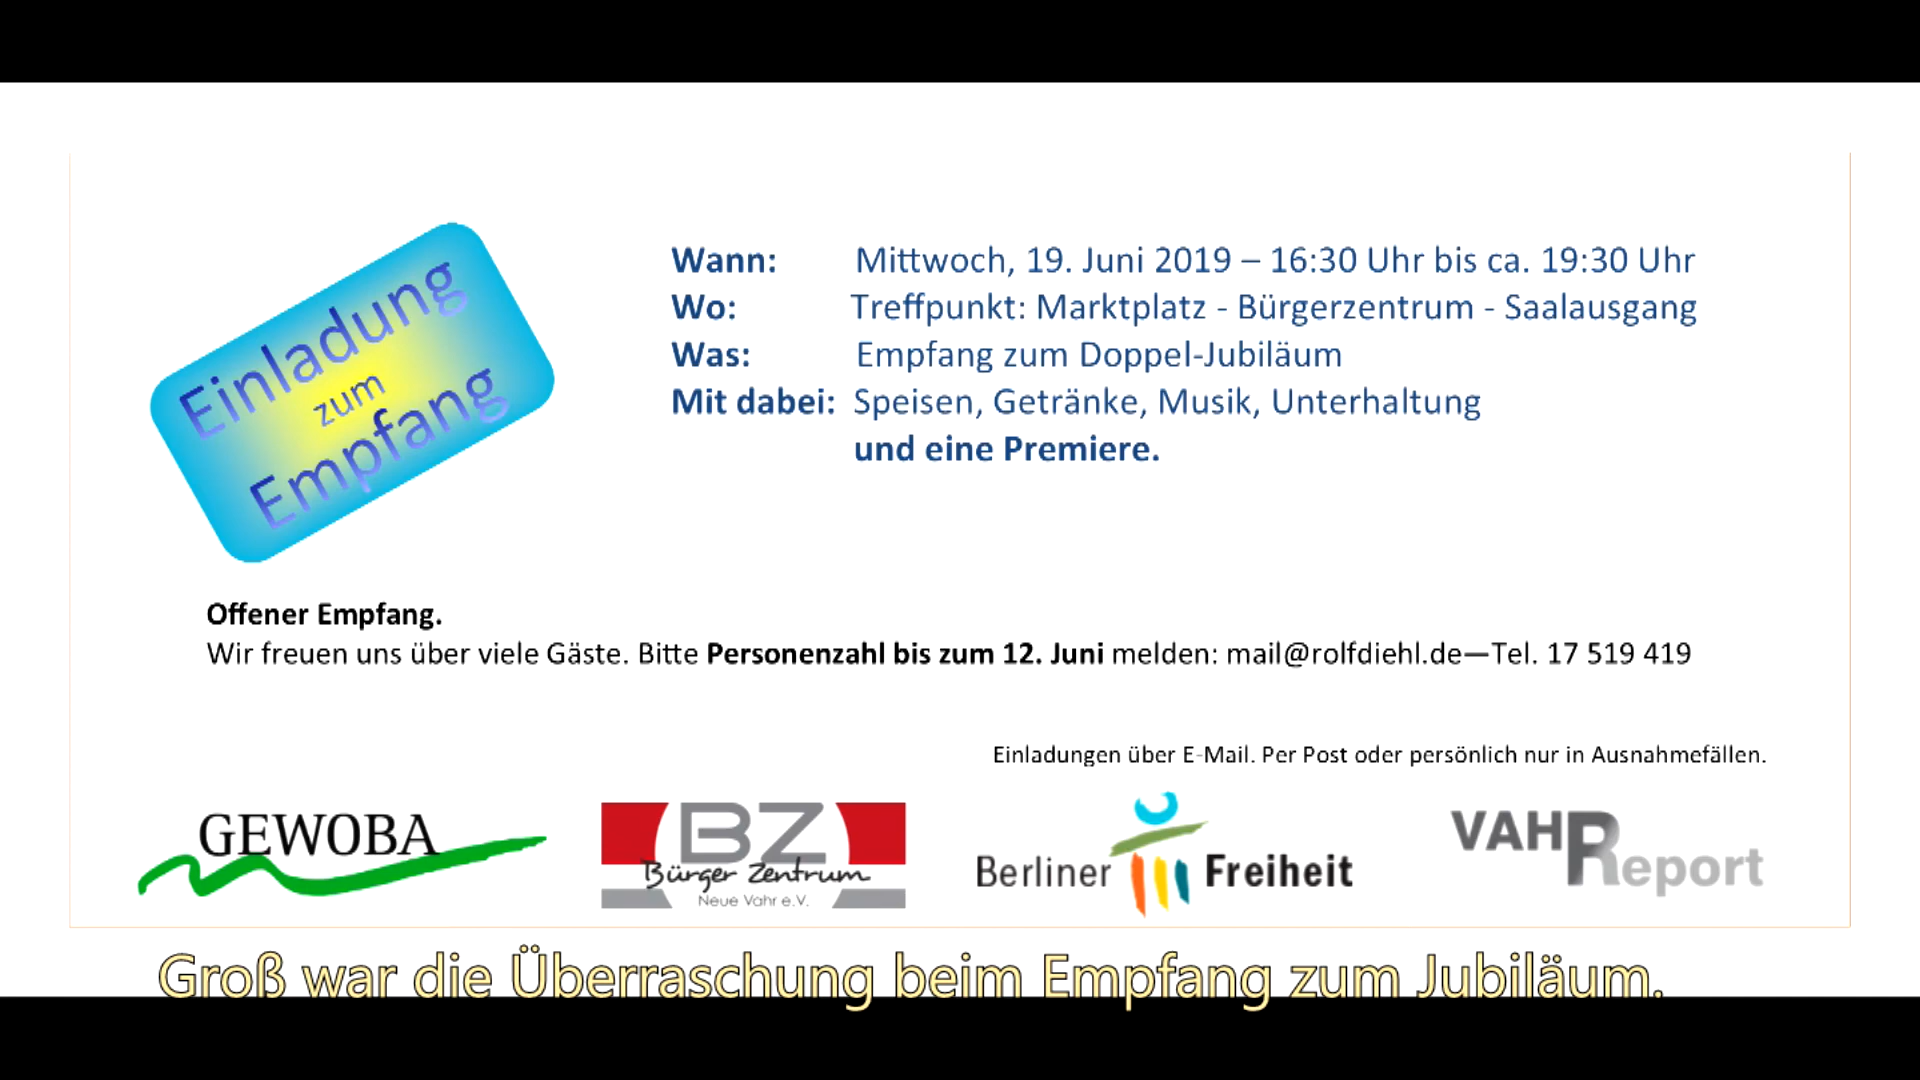 Einladung
zum
Empfang
Wann: Mittwoch, 19. Juni 2019 – 16:30 Uhr bis ca. 19:30 Uhr
Wo: Treffpunkt: Marktplatz - Bürgerzentrum - Saalausgang
Was: Empfang zum Doppel-Jubiläum
Mit dabei: Speisen, Getränke, Musik, Unterhaltung
und eine Premiere.
Offener Empfang.
Wir freuen uns über viele Gäste. Bitte Personenzahl bis zum 12. Juni melden: mail@rolfdiehl.de—Tel. 17 519 419
Einladungen über E-Mail. Per Post oder persönlich nur in Ausnahmefällen.
GEWOBA
BZ
Bürger Zentrum
Neue Vahr e.V.
Berliner Freiheit
VAHR Report
Groß war die Überraschung beim Empfang zum Jubiläum.